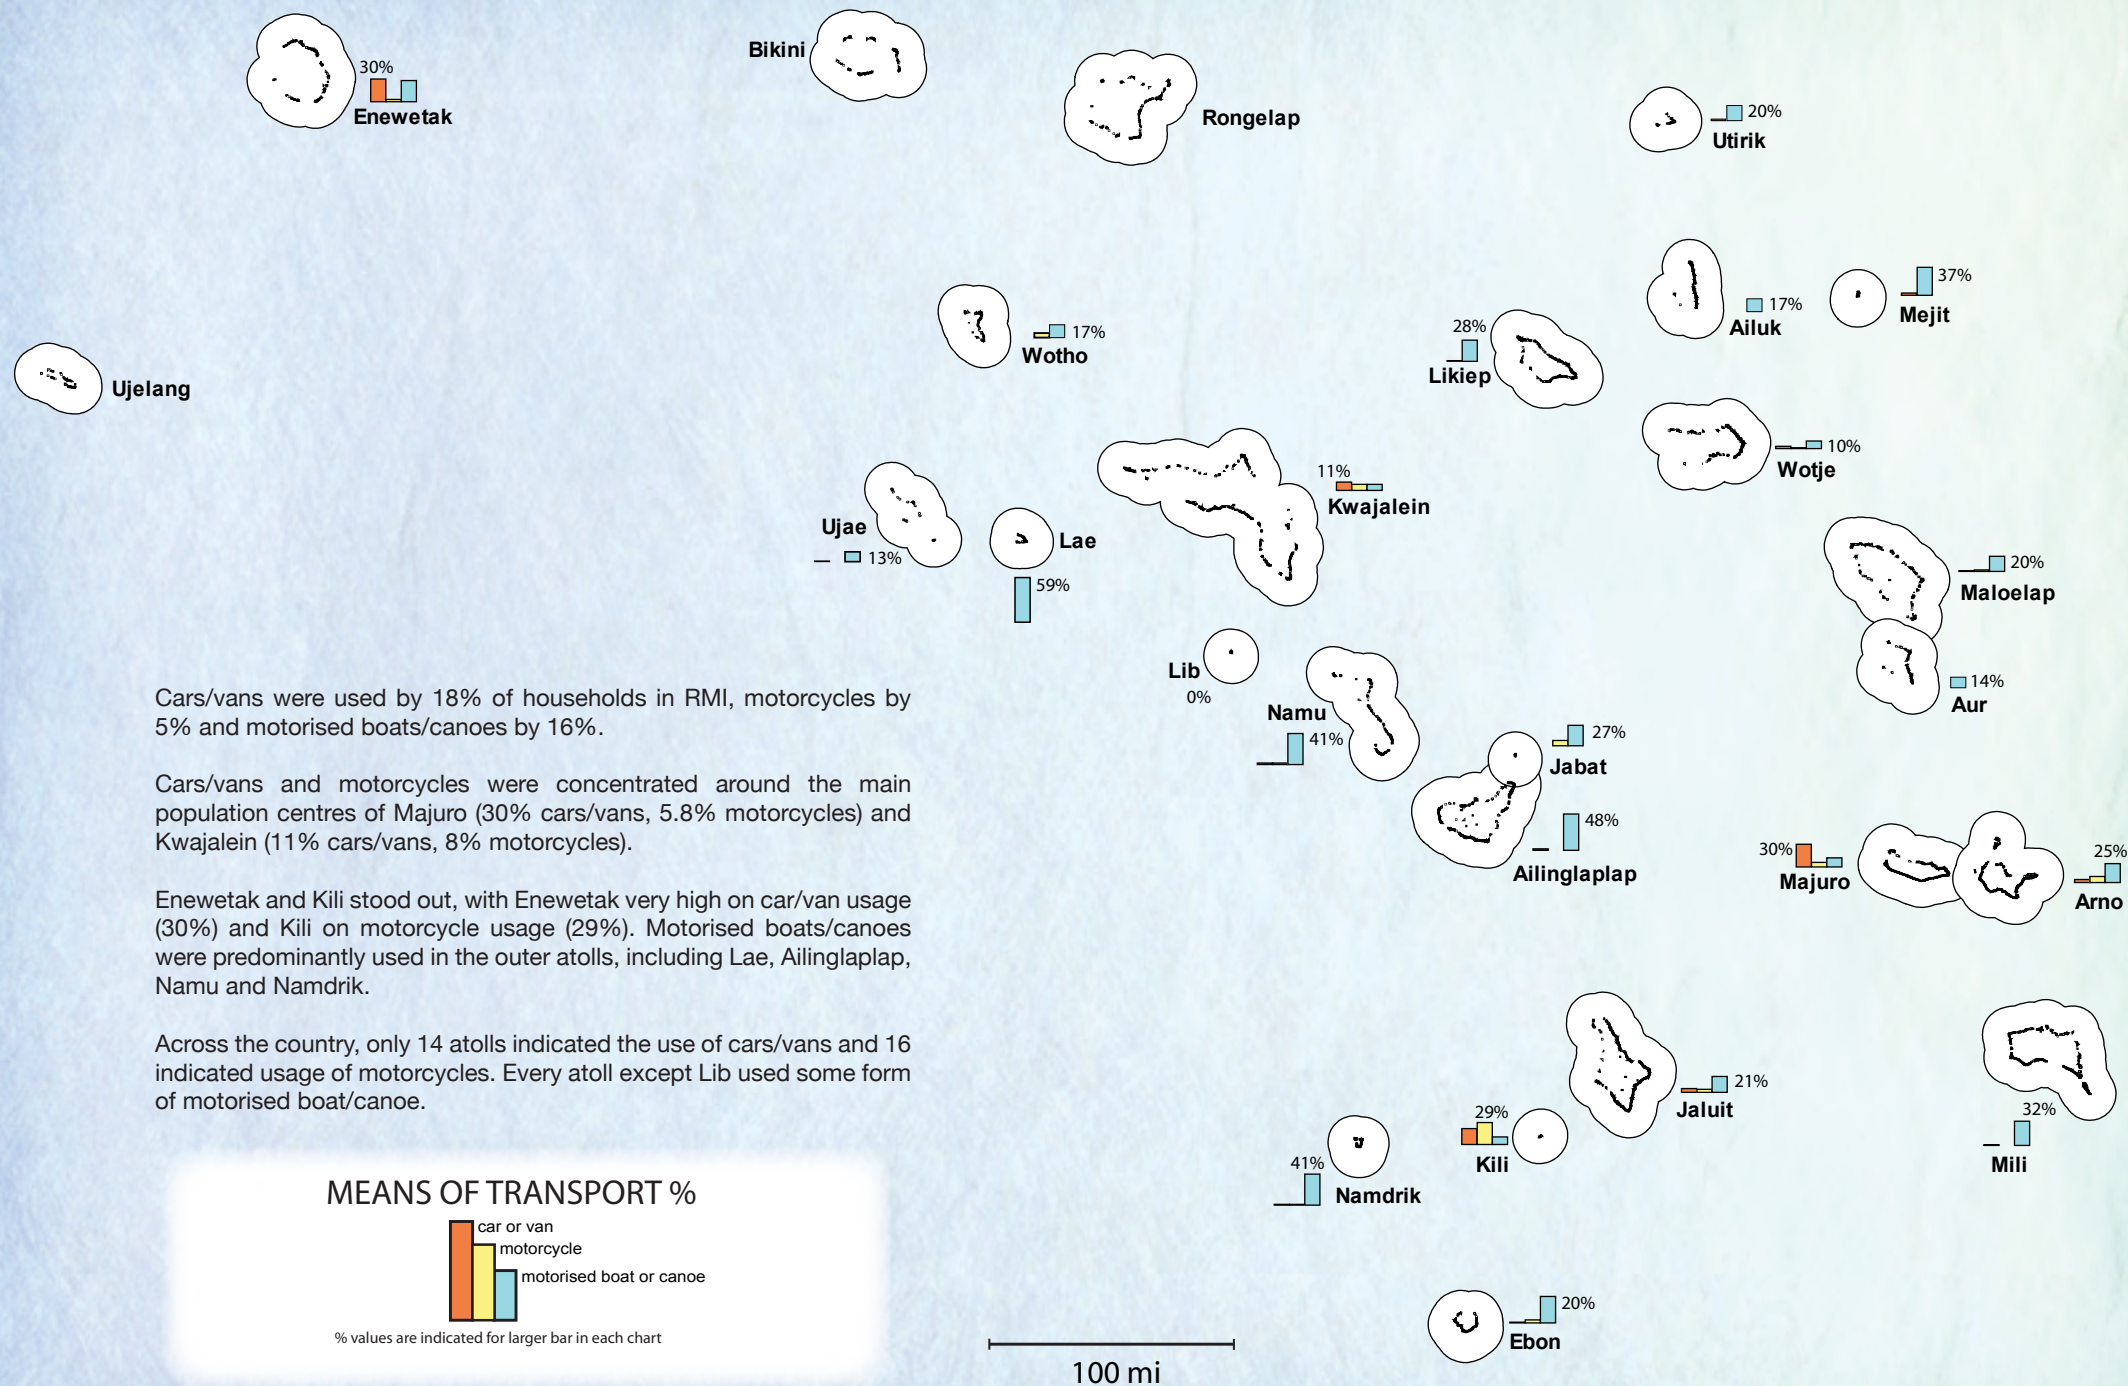 Bikini
30%
Enewetak
Rongelap
20%
Utirik
37%
Mejit
17%
Ailuk
28%
Likiep
17%
Wotho
Ujelang
10%
Wotje
11%
Kwajalein
Ujae
13%
Lae
59%
20%
Maloelap
Lib
0%
14%
Aur
Namu
41%
27%
Jabat
48%
Ailinglaplap
30%
Majuro
25%
Arno
Cars/vans were used by 18% of households in RMI, motorcycles by
5% and motorised boats/canoes by 16%.
Cars/vans and motorcycles were concentrated around the main
population centres of Majuro (30% cars/vans, 5.8% motorcycles) and
Kwajalein (11% cars/vans, 8% motorcycles).
Enewetak and Kili stood out, with Enewetak very high on car/van usage
(30%) and Kili on motorcycle usage (29%). Motorised boats/canoes
were predominantly used in the outer atolls, including Lae, Ailinglaplap,
Namu and Namdrik.
Across the country, only 14 atolls indicated the use of cars/vans and 16
indicated usage of motorcycles. Every atoll except Lib used some form
of motorised boat/canoe.
21%
Jaluit
29%
Kili
32%
Mili
41%
Namdrik
20%
Ebon
MEANS OF TRANSPORT %
car or van
motorcycle
motorised boat or canoe
% values are indicated for larger bar in each chart
100 mi